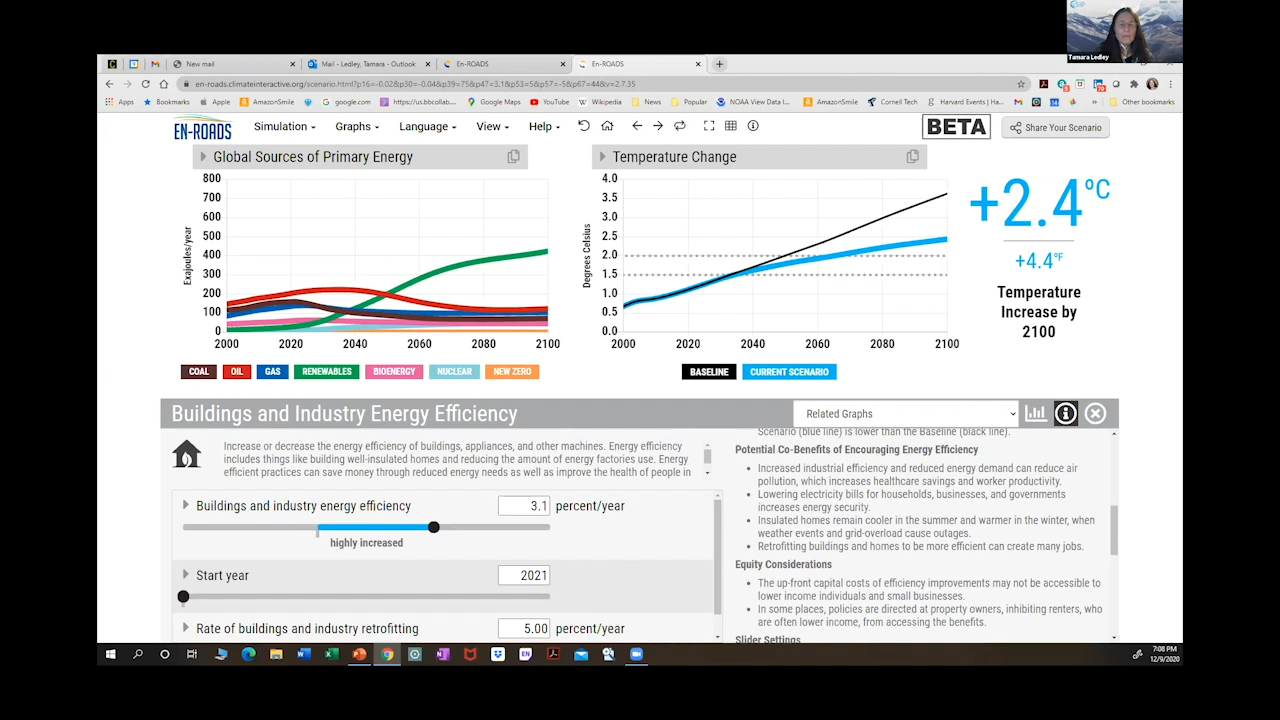 Tamara Ledley
New mail
Mail - Ledley, Tamara - Outlook
EN-ROADS
EN-ROADS
en-roads.climateinteractive.org/scenario.html?p16=-0.02&p30=-0.04&p39=75&p47=3.1&p53=5&p57=-5&p67=44&v=2.7.35
Apps
Bookmarks
Apple
AmazonSmile
google.com
https://us.bbcollab....
Google Maps
YouTube
Wikipedia
News
Popular
NOAA View Data I...
AmazonSmile
Cornell Tech
Harvard Events | Ha...
Other bookmarks
EN-ROADS
Simulation
Graphs
Language
View
Help
BETA
Share Your Scenario
Global Sources of Primary Energy
Exajoules/year
800
700
600
500
400
300
200
100
0
2000 2020 2040 2060 2080 2100
COAL OIL GAS RENEWABLES BIOENERGY NUCLEAR NEW ZERO
Temperature Change
Degrees Celsius
4.0
3.5
3.0
2.5
2.0
1.5
1.0
0.5
0.0
2000 2020 2040 2060 2080 2100
BASELINE CURRENT SCENARIO
+2.4°C
+4.4°F
Temperature
Increase by
2100
Buildings and Industry Energy Efficiency
Related Graphs
Increase or decrease the energy efficiency of buildings, appliances, and other machines. Energy efficiency
includes things like building well-insulated homes and reducing the amount of energy factories use. Energy
efficient practices can save money through reduced energy needs as well as improve the health of people in
Buildings and industry energy efficiency 3.1 percent/year
highly increased
Start year 2021
Rate of buildings and industry retrofitting 5.00 percent/year
Scenario (blue line) is lower than the Baseline (black line).
Potential Co-Benefits of Encouraging Energy Efficiency
• Increased industrial efficiency and reduced energy demand can reduce air
pollution, which increases healthcare savings and worker productivity.
• Lowering electricity bills for households, businesses, and governments
increases energy security.
• Insulated homes remain cooler in the summer and warmer in the winter, when
weather events and grid-overload cause outages.
• Retrofitting buildings and homes to be more efficient can create many jobs.
Equity Considerations
• The up-front capital costs of efficiency improvements may not be accessible to
lower income individuals and small businesses.
• In some places, policies are directed at property owners, inhibiting renters, who
are often lower income, from accessing the benefits.
Slider Settings
7:08 PM
12/9/2020